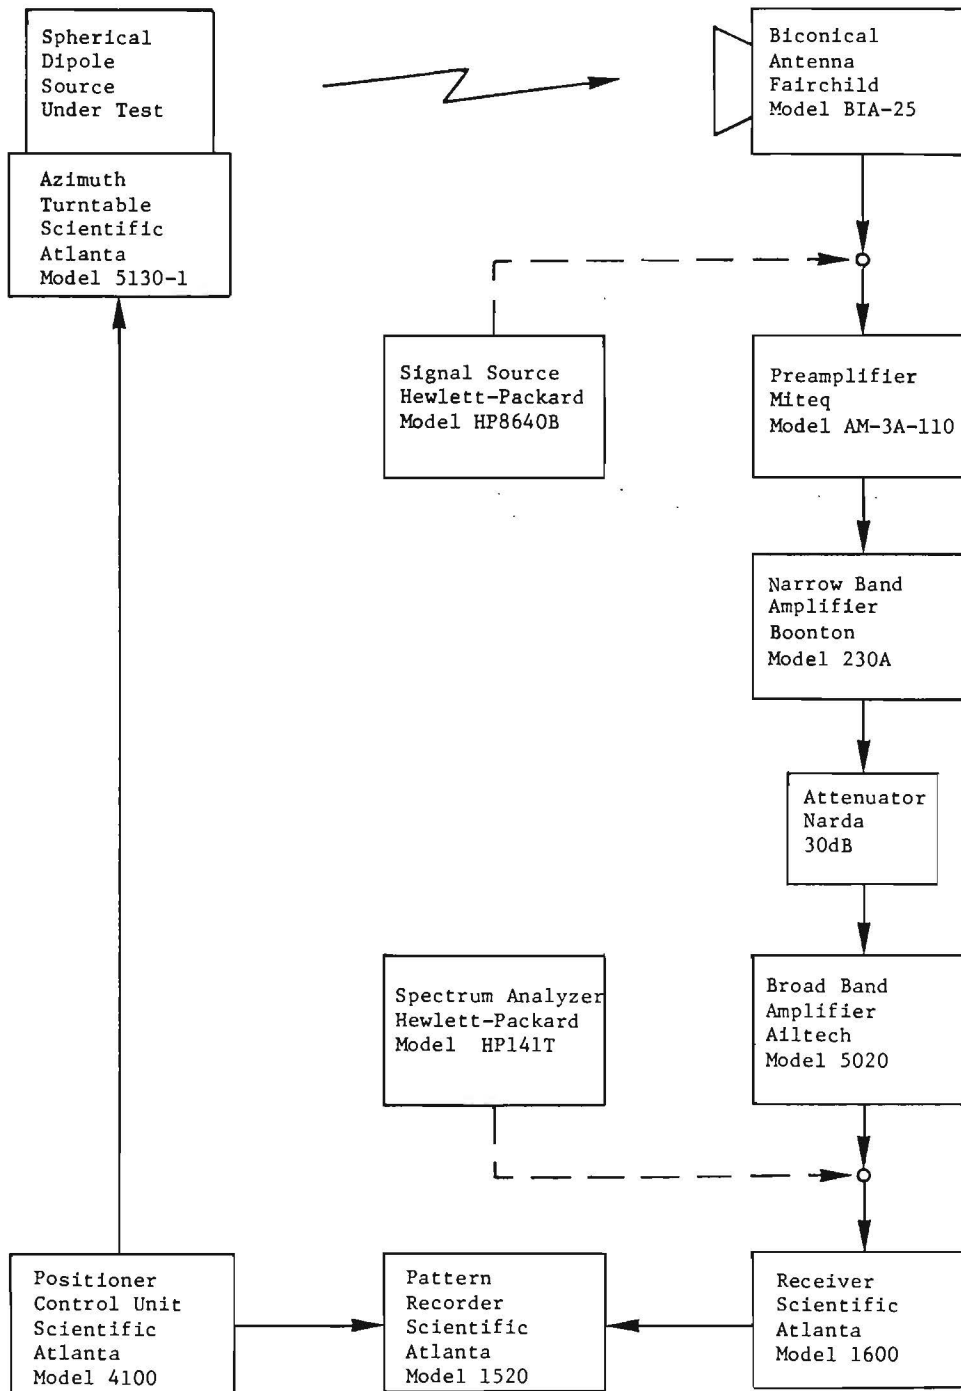 Spherical
Dipole
Source
Under Test
Biconical
Antenna
Fairchild
Model BIA-25
Azimuth
Turntable
Scientific
Atlanta
Model 5130-1
Signal Source
Hewlett-Packard
Model HP8640B
Preamplifier
Miteq
Model AM-3A-110
Narrow Band
Amplifier
Boonton
Model 230A
Attenuator
Narda
30dB
Spectrum Analyzer
Hewlett-Packard
Model HP141T
Broad Band
Amplifier
Ailtech
Model 5020
Positioner
Control Unit
Scientific
Atlanta
Model 4100
Pattern
Recorder
Scientific
Atlanta
Model 1520
Receiver
Scientific
Atlanta
Model 1600